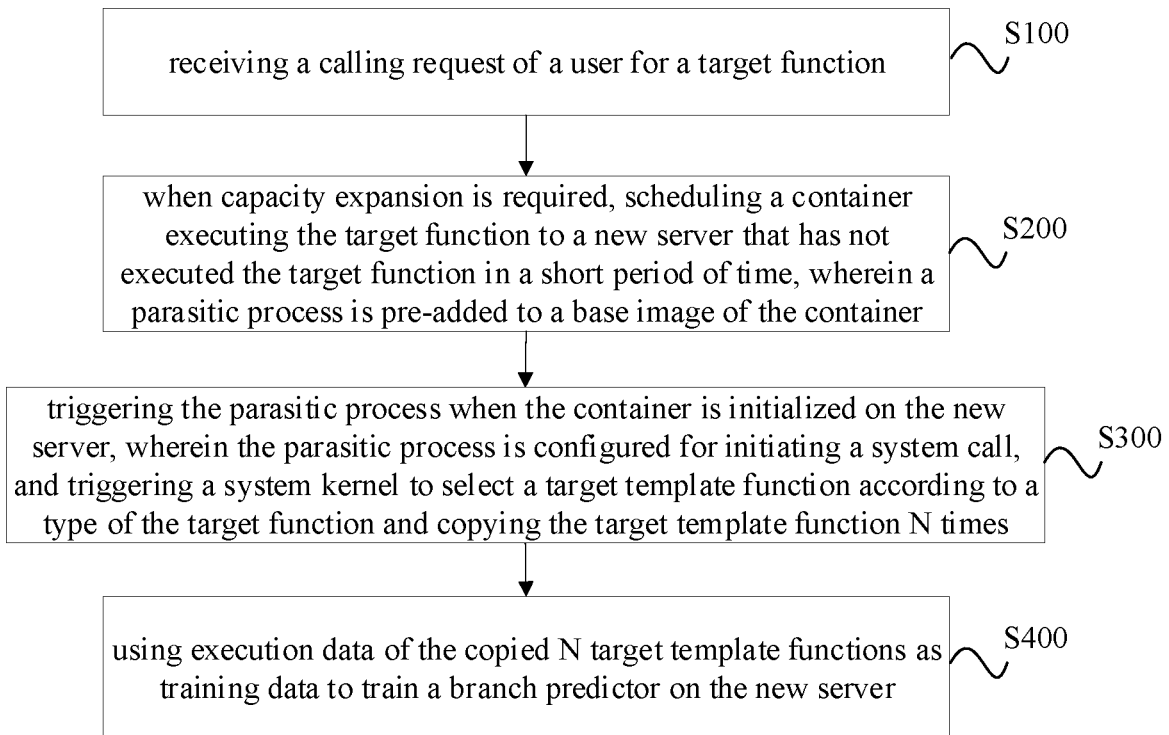 receiving a calling request of a user for a target function
S100
when capacity expansion is required, scheduling a container
executing the target function to a new server that has not
executed the target function in a short period of time, wherein a
parasitic process is pre-added to a base image of the container
S200
triggering the parasitic process when the container is initialized on the new
server, wherein the parasitic process is configured for initiating a system call,
and triggering a system kernel to select a target template function according to a
type of the target function and copying the target template function N times
S300
using execution data of the copied N target template functions as
training data to train a branch predictor on the new server
S400